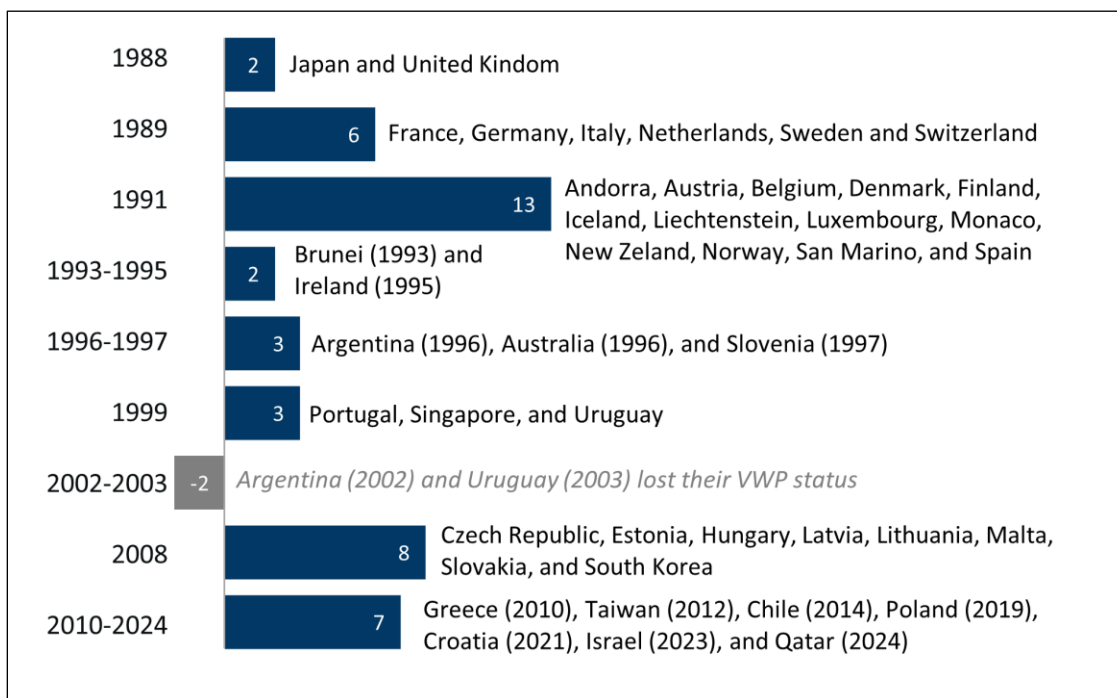 1988
2
Japan and United Kindom
1989
6
France, Germany, Italy, Netherlands, Sweden and Switzerland
1991
13
Andorra, Austria, Belgium, Denmark, Finland,
Iceland, Liechtenstein, Luxembourg, Monaco,
New Zeland, Norway, San Marino, and Spain
1993-1995
2
Brunei (1993) and
Ireland (1995)
1996-1997
3
Argentina (1996), Australia (1996), and Slovenia (1997)
1999
3
Portugal, Singapore, and Uruguay
2002-2003
-2
Argentina (2002) and Uruguay (2003) lost their VWP status
2008
8
Czech Republic, Estonia, Hungary, Latvia, Lithuania, Malta,
Slovakia, and South Korea
2010-2024
7
Greece (2010), Taiwan (2012), Chile (2014), Poland (2019),
Croatia (2021), Israel (2023), and Qatar (2024)